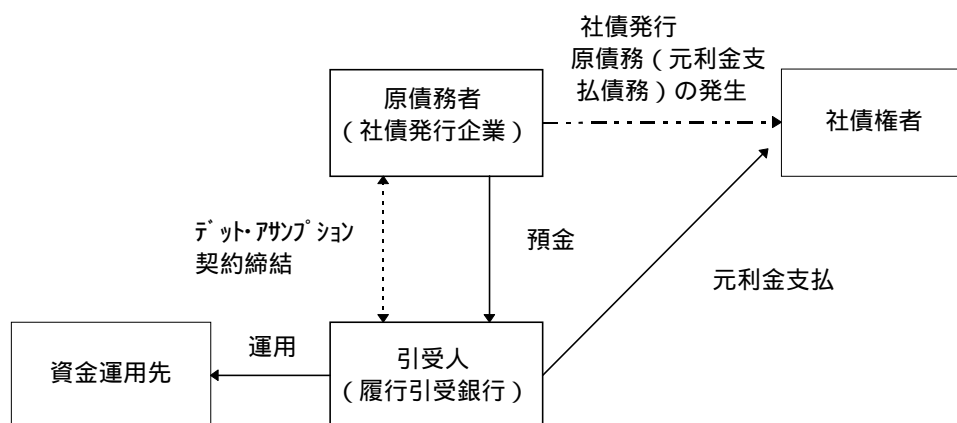 社債発行
原債務（元利金支
払債務）の発生
原債務者
（社債発行企業）
社債権者
ﾃﾞｯﾄ･ｱｻﾝﾌﾟｼｮﾝ
契約締結
預金
元利金支払
資金運用先
運用
引受人
（履行引受銀行）